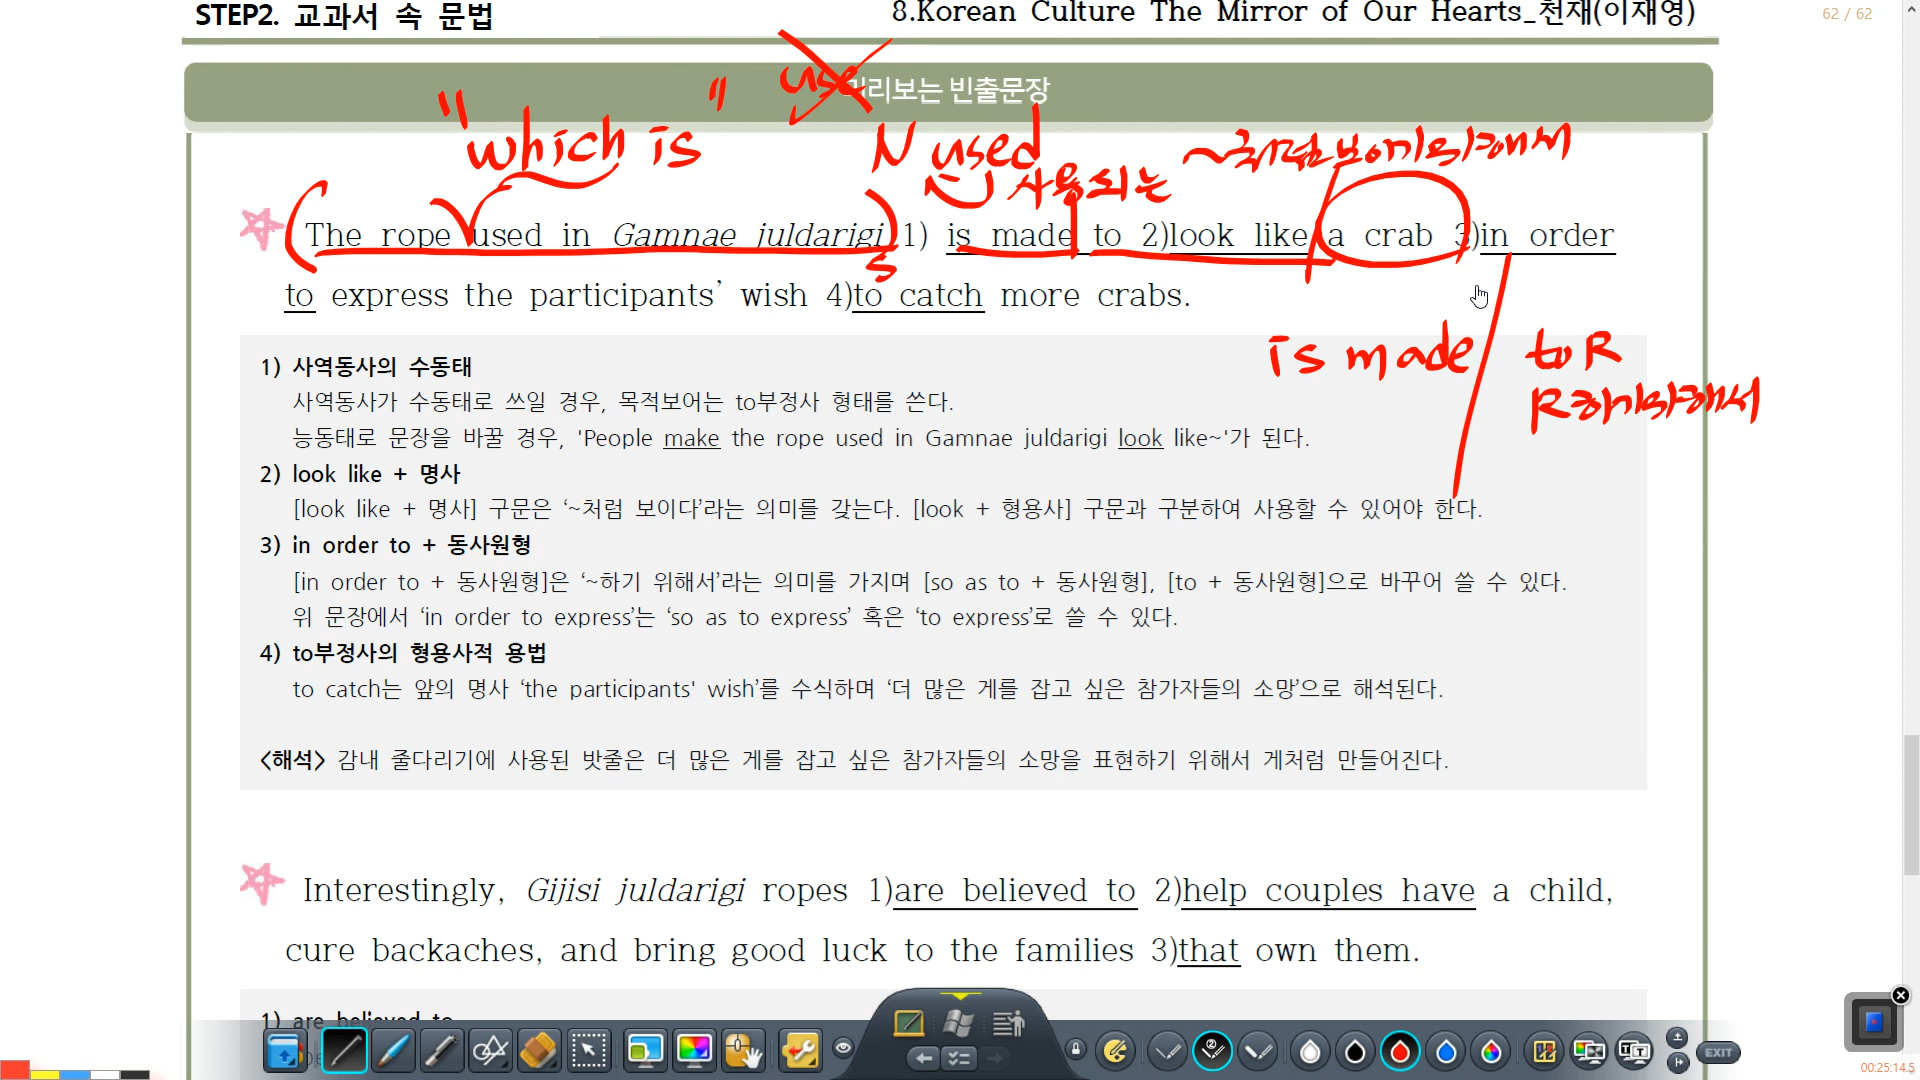 STEP2. 교과서 속 문법
8.Korean Culture The Mirror of Our Hearts_천재(이재영)
62 / 62
use
리보는 빈출문장
"which is"
N used
사용되는
~처럼보이기위해서
The rope used in Gamnae juldarigi 1) is made to 2)look like a crab 3)in order
S
to express the participants' wish 4)to catch more crabs.
is made / to R
R하기위해서
1) 사역동사의 수동태
사역동사가 수동태로 쓰일 경우, 목적보어는 to부정사 형태를 쓴다.
능동태로 문장을 바꿀 경우, 'People make the rope used in Gamnae juldarigi look like~'가 된다.
2) look like + 명사
[look like + 명사] 구문은 ‘~처럼 보이다’라는 의미를 갖는다. [look + 형용사] 구문과 구분하여 사용할 수 있어야 한다.
3) in order to + 동사원형
[in order to + 동사원형]은 ‘~하기 위해서’라는 의미를 가지며 [so as to + 동사원형], [to + 동사원형]으로 바꾸어 쓸 수 있다.
위 문장에서 ‘in order to express’는 ‘so as to express’ 혹은 ‘to express’로 쓸 수 있다.
4) to부정사의 형용사적 용법
to catch는 앞의 명사 ‘the participants' wish’를 수식하며 ‘더 많은 게를 잡고 싶은 참가자들의 소망’으로 해석된다.
<해석> 감내 줄다리기에 사용된 밧줄은 더 많은 게를 잡고 싶은 참가자들의 소망을 표현하기 위해서 게처럼 만들어진다.
Interestingly, Gijisi juldarigi ropes 1)are believed to 2)help couples have a child,
cure backaches, and bring good luck to the families 3)that own them.
1) are believed to
EXIT
00:25:14.5